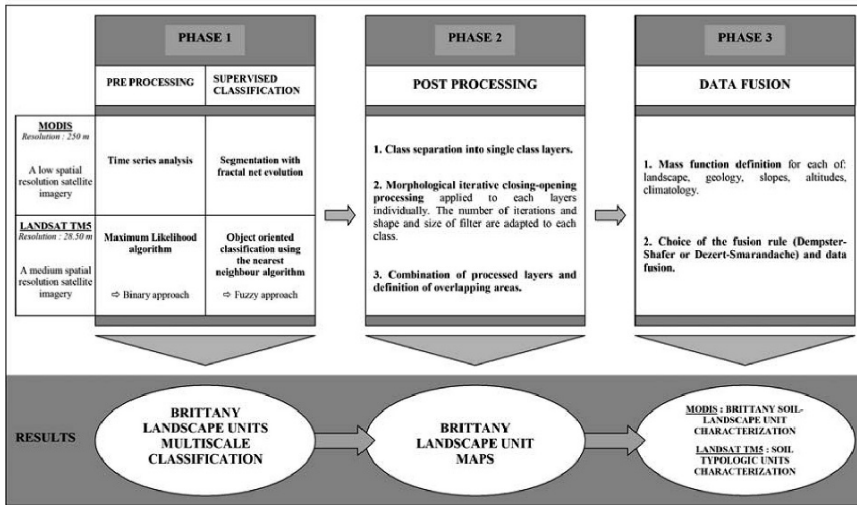 PHASE 1
PRE PROCESSING
SUPERVISED
CLASSIFICATION
MODIS
Resolution : 250 m
A low spatial
resolution satellite
imagery
Time series analysis
Segmentation with
fractal net evolution
LANDSAT TM5
Resolution : 28.50 m
A medium spatial
resolution satellite
imagery
Maximum Likelihood
algorithm
⇨ Binary approach
Object oriented
classification using
the nearest
neighbour algorithm
⇨ Fuzzy approach
PHASE 2
POST PROCESSING
1. Class separation into single class layers.
2. Morphological iterative closing-opening
processing applied to each layers
individually. The number of iterations and
shape and size of filter are adapted to each
class.
3. Combination of processed layers and
definition of overlapping areas.
PHASE 3
DATA FUSION
1. Mass function definition for each of:
landscape, geology, slopes, altitudes,
climatology.
2. Choice of the fusion rule (Dempster-
Shafer or Dezert-Smarandache) and data
fusion.
RESULTS
BRITTANY
LANDSCAPE UNITS
MULTISCALE
CLASSIFICATION
BRITTANY
LANDSCAPE UNIT
MAPS
MODIS : BRITTANY SOIL-
LANDSCAPE UNIT
CHARACTERIZATION
LANDSAT TM5 : SOIL
TYPOLOGIC UNITS
CHARACTERIZATION